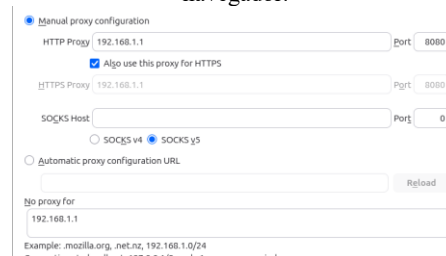 navegador.
Manual proxy configuration
HTTP Proxy 192.168.1.1 Port 8080
Also use this proxy for HTTPS
HTTPS Proxy 192.168.1.1 Port 8080
SOCKS Host Port 0
SOCKS v4 SOCKS v5
Automatic proxy configuration URL
Reload
No proxy for
192.168.1.1
Example: .mozilla.org, .net.nz, 192.168.1.0/24